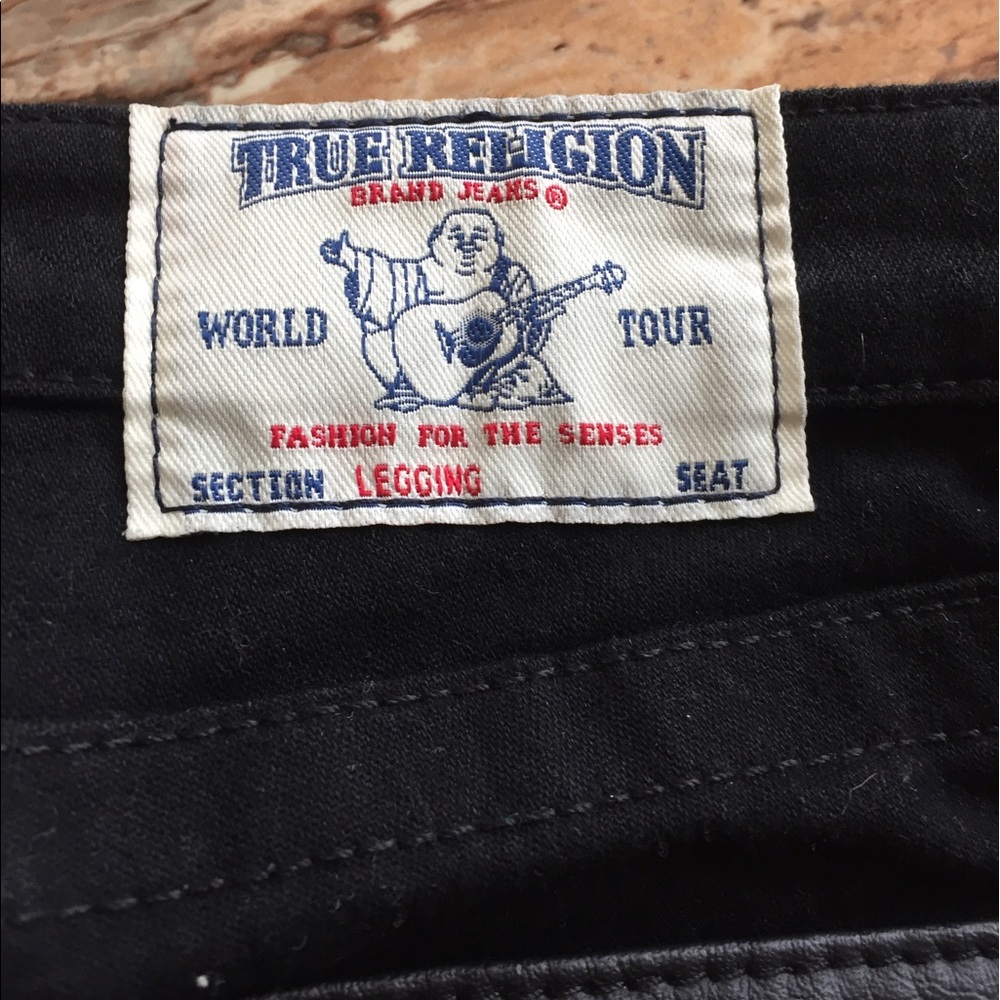 TRUE RELIGION
BRAND JEANS ®
WORLD TOUR
FASHION FOR THE SENSES
SECTION LEGGING SEAT